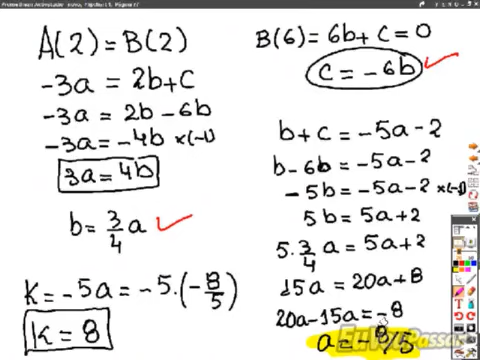 A(2) = B(2)
-3a = 2b+c
-3a = 2b - 6b
-3a = -4b ×(-1)
3a = 4b
b = 3/4 a
K = -5a = -5.(-8/5)
K = 8
B(6) = 6b + c = 0
c = -6b
b + c = -5a - 2
b - 6b = -5a - 2
-5b = -5a - 2 ×(-1)
5b = 5a + 2
5. 3/4 a = 5a + 2
15a = 20a + 8
20a - 15a = -8
a = -8/5